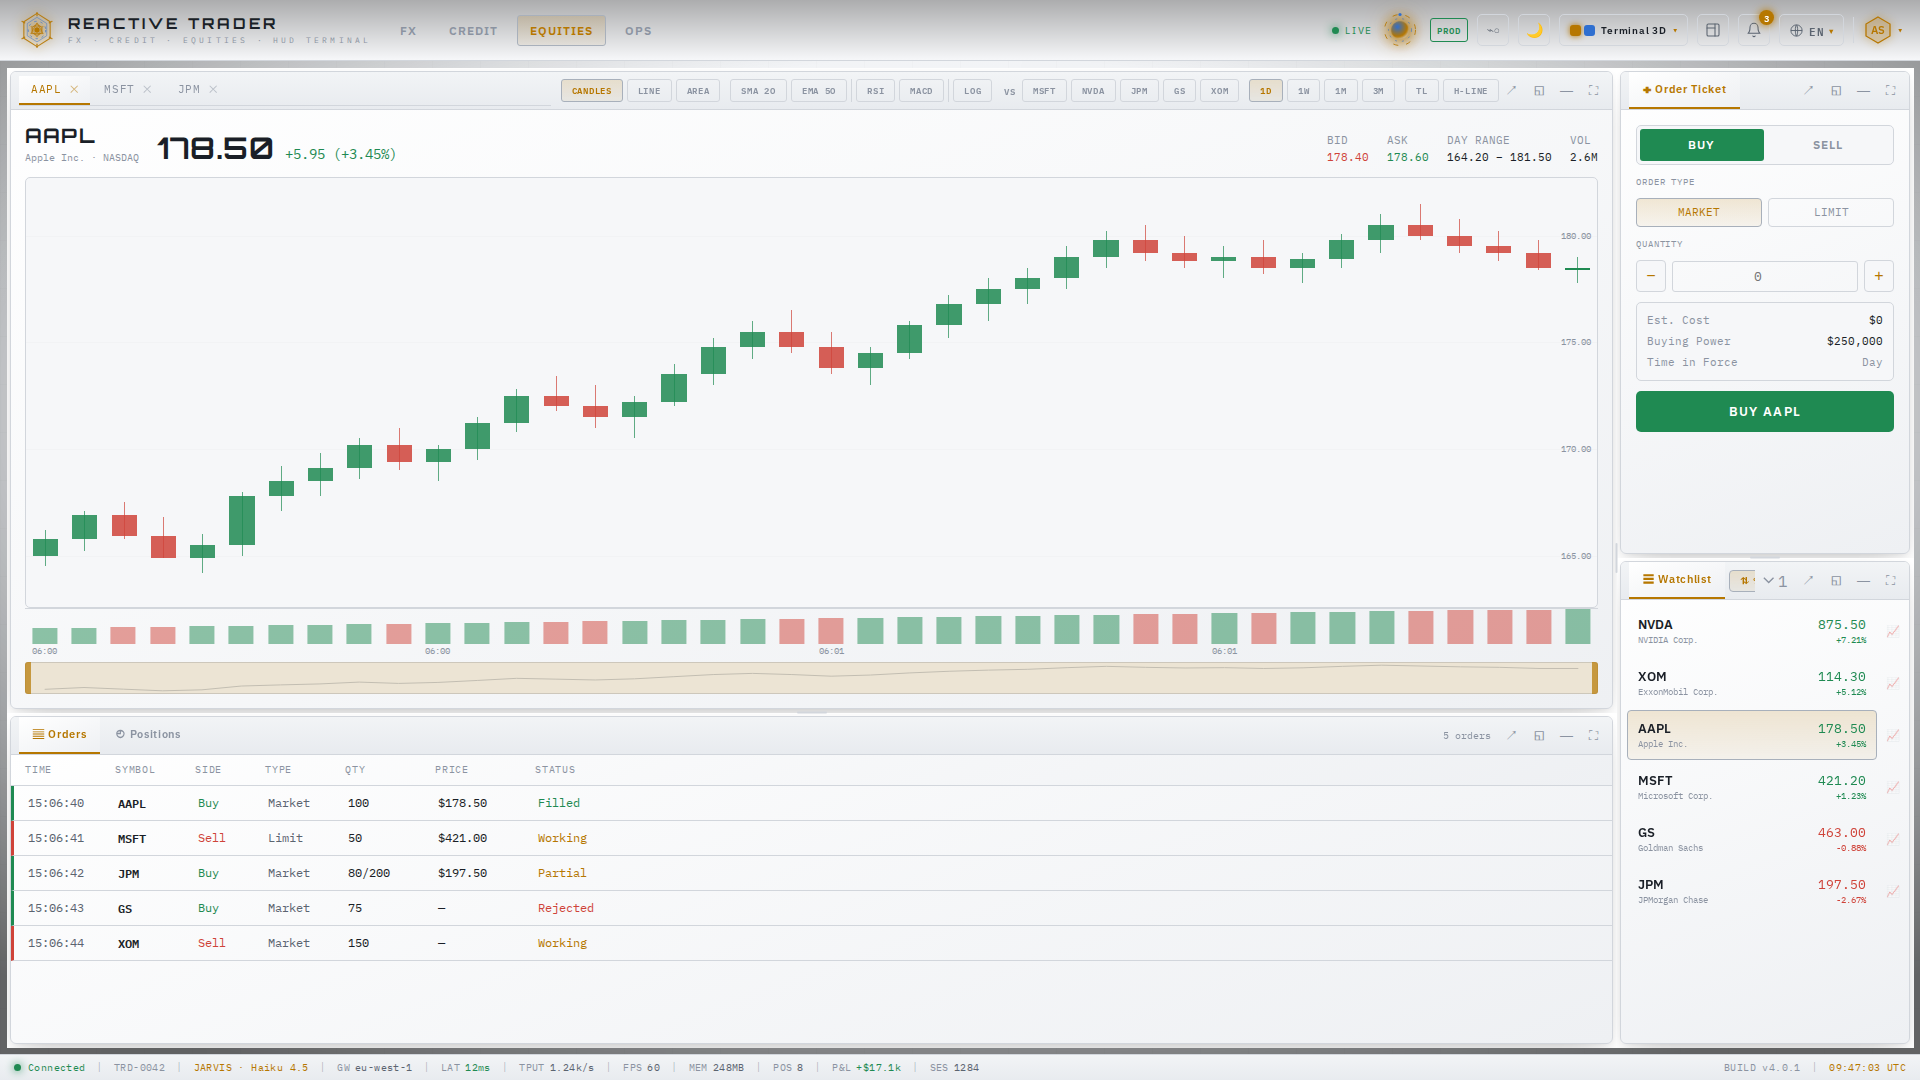 REACTIVE TRADER
FX · CREDIT · EQUITIES · HUD TERMINAL
FX CREDIT EQUITIES OPS
LIVE PROD Terminal 3D 3 EN AS
AAPL MSFT JPM
CANDLES LINE AREA SMA 20 EMA 50 RSI MACD LOG VS MSFT NVDA JPM GS XOM 1D 1W 1M 3M TL H-LINE
AAPL
Apple Inc. · NASDAQ
178.50 +5.95 (+3.45%)
BID ASK DAY RANGE VOL
178.40 178.60 164.20 – 181.50 2.6M
180.00
175.00
170.00
165.00
06:00 06:00 06:01 06:01
Orders Positions
5 orders
TIME SYMBOL SIDE TYPE QTY PRICE STATUS
15:06:40 AAPL Buy Market 100 $178.50 Filled
15:06:41 MSFT Sell Limit 50 $421.00 Working
15:06:42 JPM Buy Market 80/200 $197.50 Partial
15:06:43 GS Buy Market 75 — Rejected
15:06:44 XOM Sell Market 150 — Working
Order Ticket
BUY SELL
ORDER TYPE
MARKET LIMIT
QUANTITY
− 0 +
Est. Cost $0
Buying Power $250,000
Time in Force Day
BUY AAPL
Watchlist 1
NVDA 875.50
NVIDIA Corp. +7.21%
XOM 114.30
ExxonMobil Corp. +5.12%
AAPL 178.50
Apple Inc. +3.45%
MSFT 421.20
Microsoft Corp. +1.23%
GS 463.00
Goldman Sachs -0.88%
JPM 197.50
JPMorgan Chase -2.67%
Connected TRD-0042 JARVIS · Haiku 4.5 GW eu-west-1 LAT 12ms TPUT 1.24k/s FPS 60 MEM 248MB POS 8 P&L +$17.1k SES 1284 BUILD v4.0.1 09:47:03 UTC